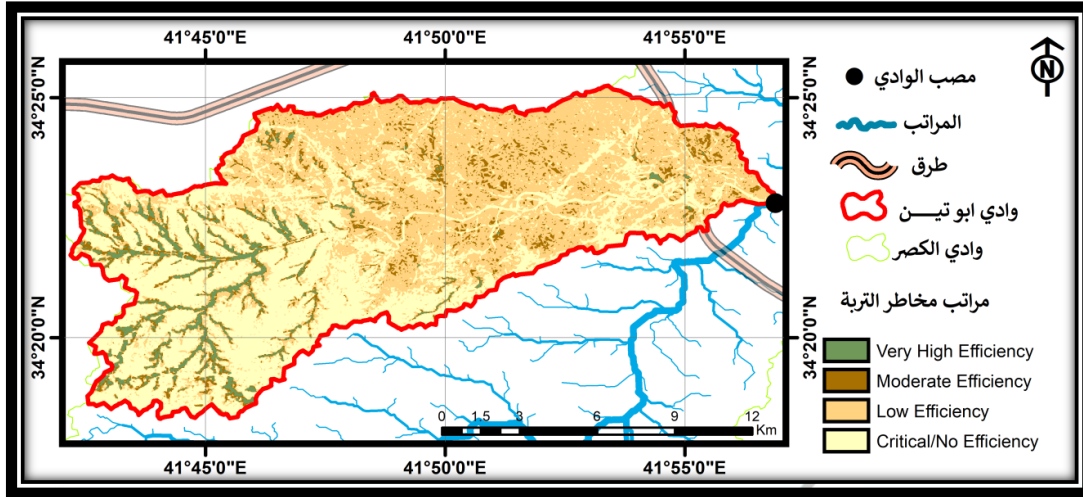 41°45'0"E
41°50'0"E
41°55'0"E
34°25'0"N
34°25'0"N
34°20'0"N
34°20'0"N
N
مصب الوادي
المراتب
طرق
وادي ابو تيـــن
وادي الكصر
مراتب مخاطر التربة
Very High Efficiency
Moderate Efficiency
Low Efficiency
Critical/No Efficiency
0 1.5 3 6 9 12
Km
41°45'0"E
41°50'0"E
41°55'0"E